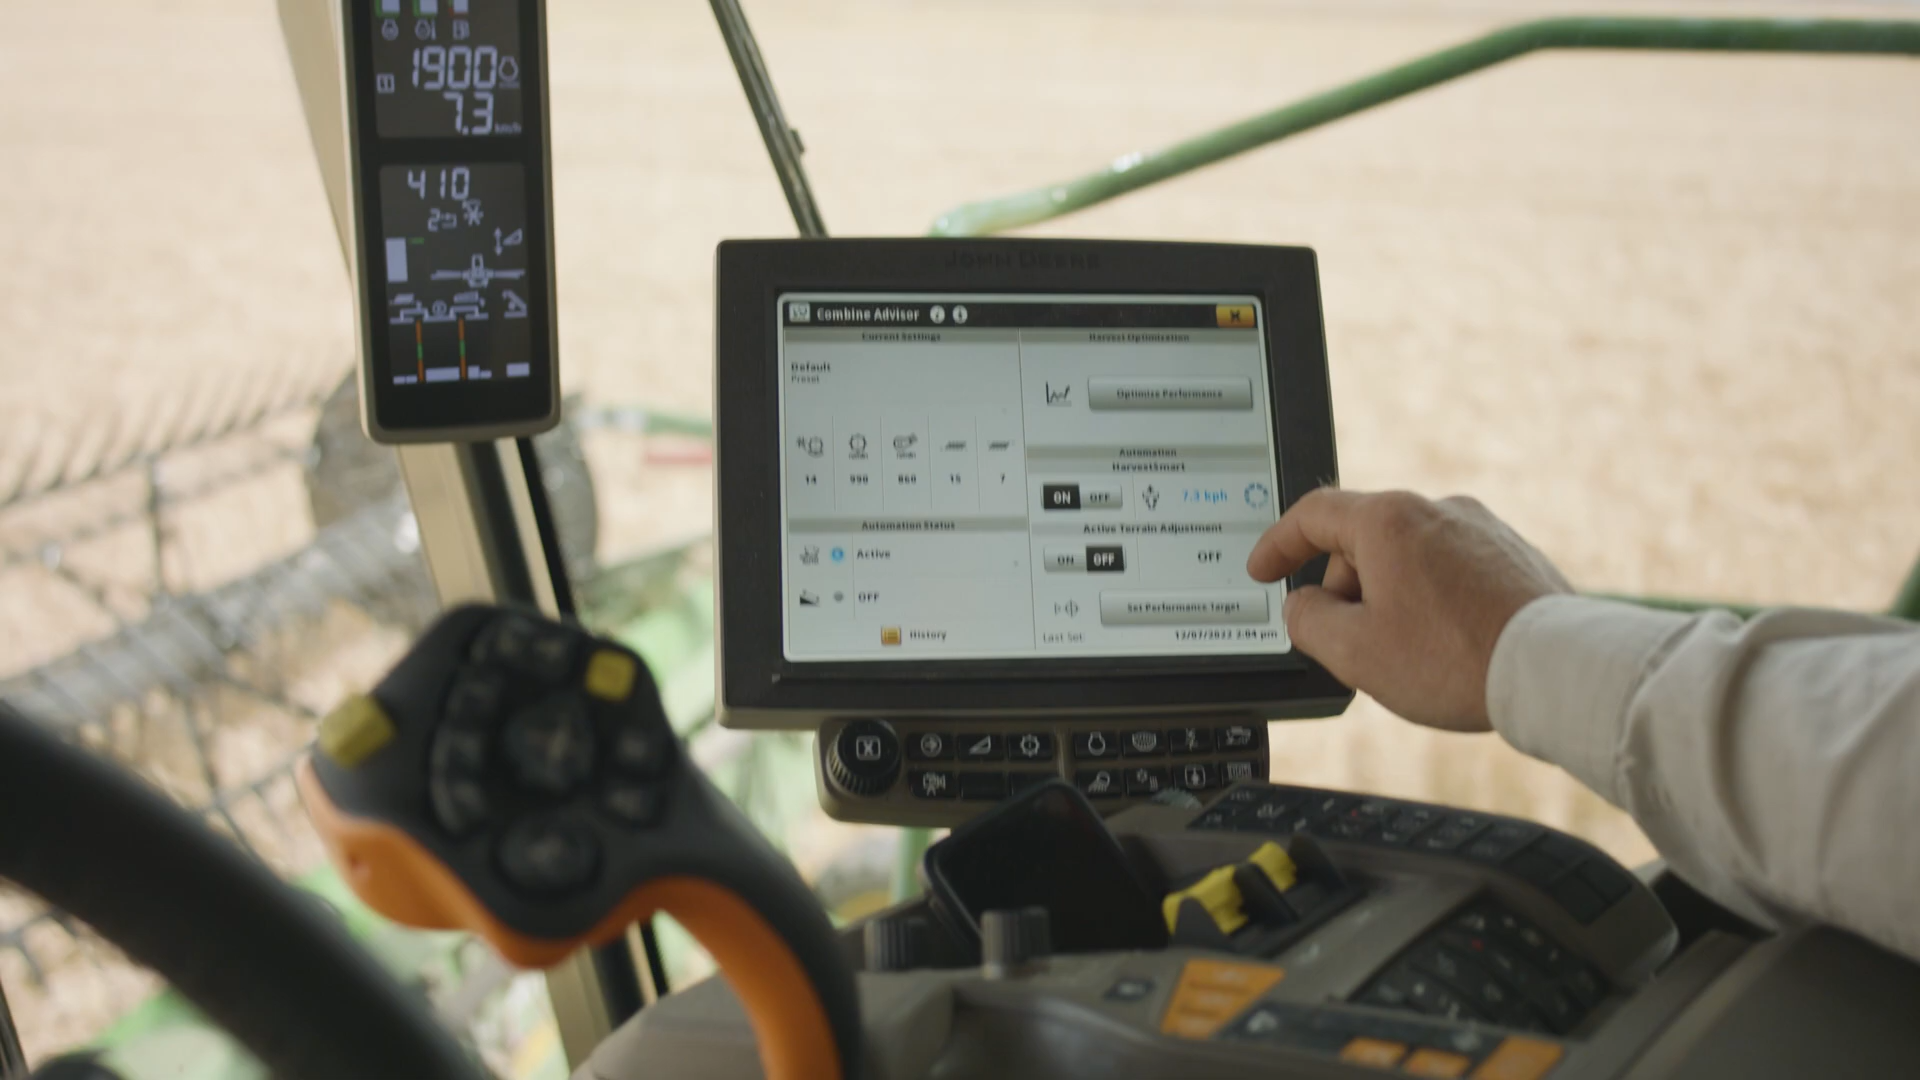 1900
7.3
km/h
410
2
JOHN DEERE
Combine Advisor
Current Settings
Default
Preset
14
990
860
15
7
Automation Status
Active
OFF
History
Harvest Optimization
Optimize Performance
Automation
HarvestSmart
ON OFF
7.3 kph
Active Terrain Adjustment
ON OFF
OFF
Set Performance Target
Last Set:
12/07/2022 2:04 pm